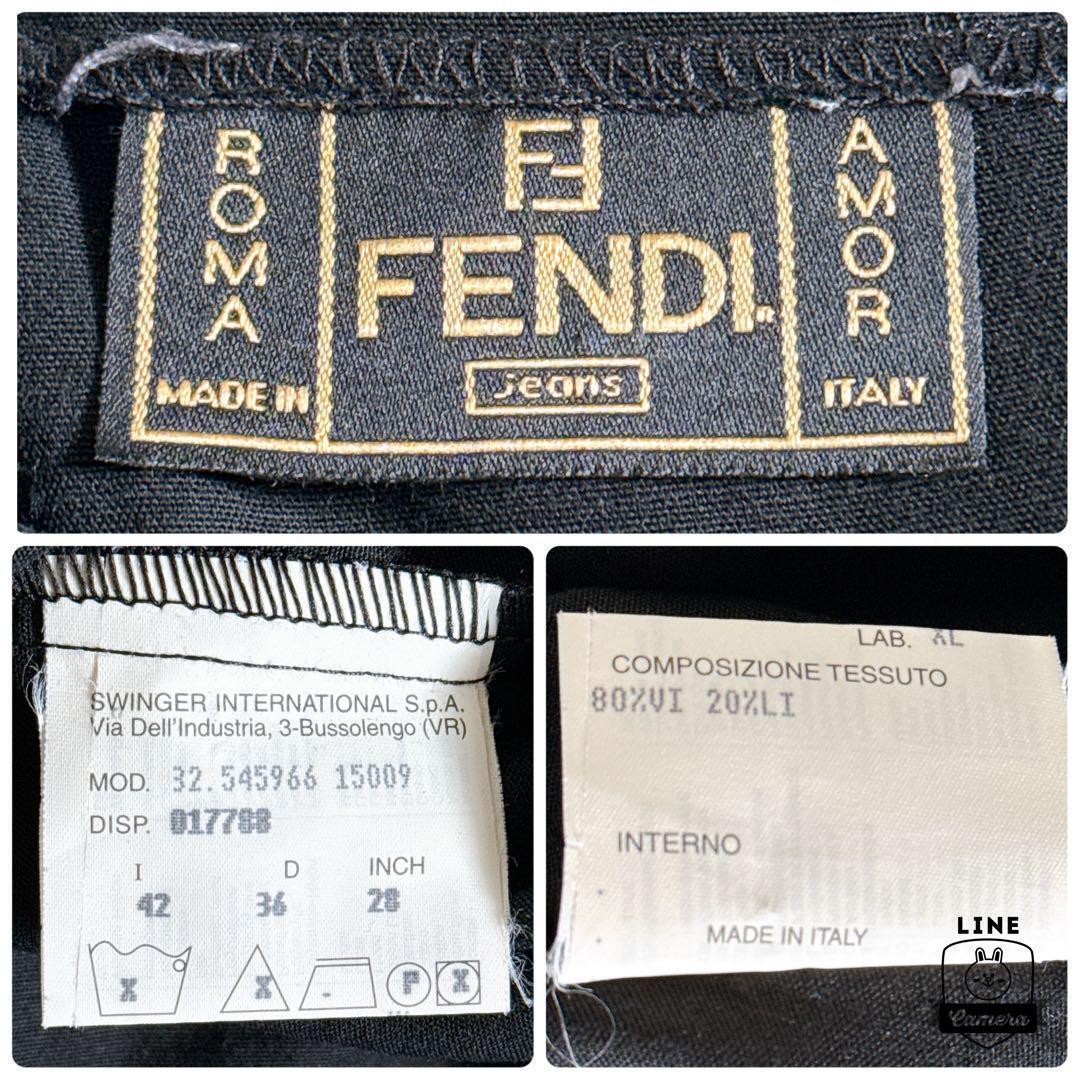 ROMA
FF
FENDI
jeans
MADE IN
AMOR
ITALY
SWINGER INTERNATIONAL S.p.A.
Via Dell'Industria, 3-Bussolengo (VR)
MOD. 32.545966 15009
DISP. 017788
I D INCH
42 36 28
X X . P X
LAB. XL
COMPOSIZIONE TESSUTO
80%VI 20%LI
INTERNO
MADE IN ITALY
LINE
Camera